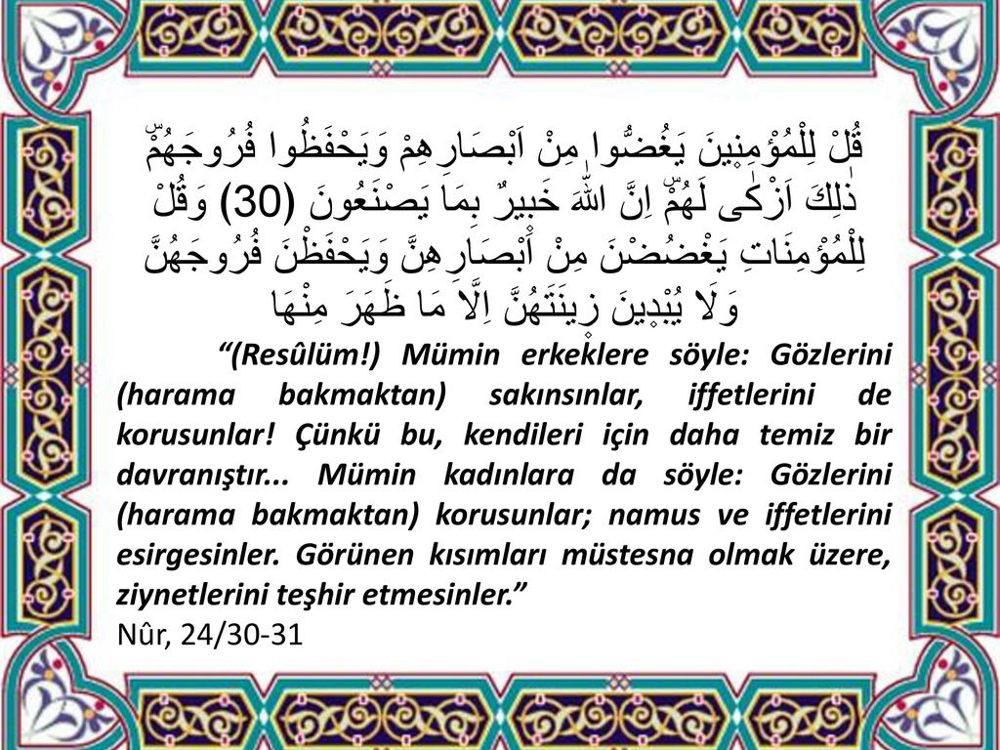 قُلْ لِلْمُؤْمِن۪ينَ يَغُضُّوا مِنْ اَبْصَارِهِمْ وَيَحْفَظُوا فُرُوجَهُمْۜ
ذٰلِكَ اَزْكٰى لَهُمْۜ اِنَّ اللّٰهَ خَب۪يرٌ بِمَا يَصْنَعُونَ (30) وَقُلْ
لِلْمُؤْمِنَاتِ يَغْضُضْنَ مِنْ اَبْصَارِهِنَّ وَيَحْفَظْنَ فُرُوجَهُنَّ
وَلَا يُبْد۪ينَ ز۪ينَتَهُنَّ اِلَّا مَا ظَهَرَ مِنْهَا
“(Resûlüm!) Mümin erkeklere söyle: Gözlerini
(harama bakmaktan) sakınsınlar, iffetlerini de
korusunlar! Çünkü bu, kendileri için daha temiz bir
davranıştır... Mümin kadınlara da söyle: Gözlerini
(harama bakmaktan) korusunlar; namus ve iffetlerini
esirgesinler. Görünen kısımları müstesna olmak üzere,
ziynetlerini teşhir etmesinler.”
Nûr, 24/30-31